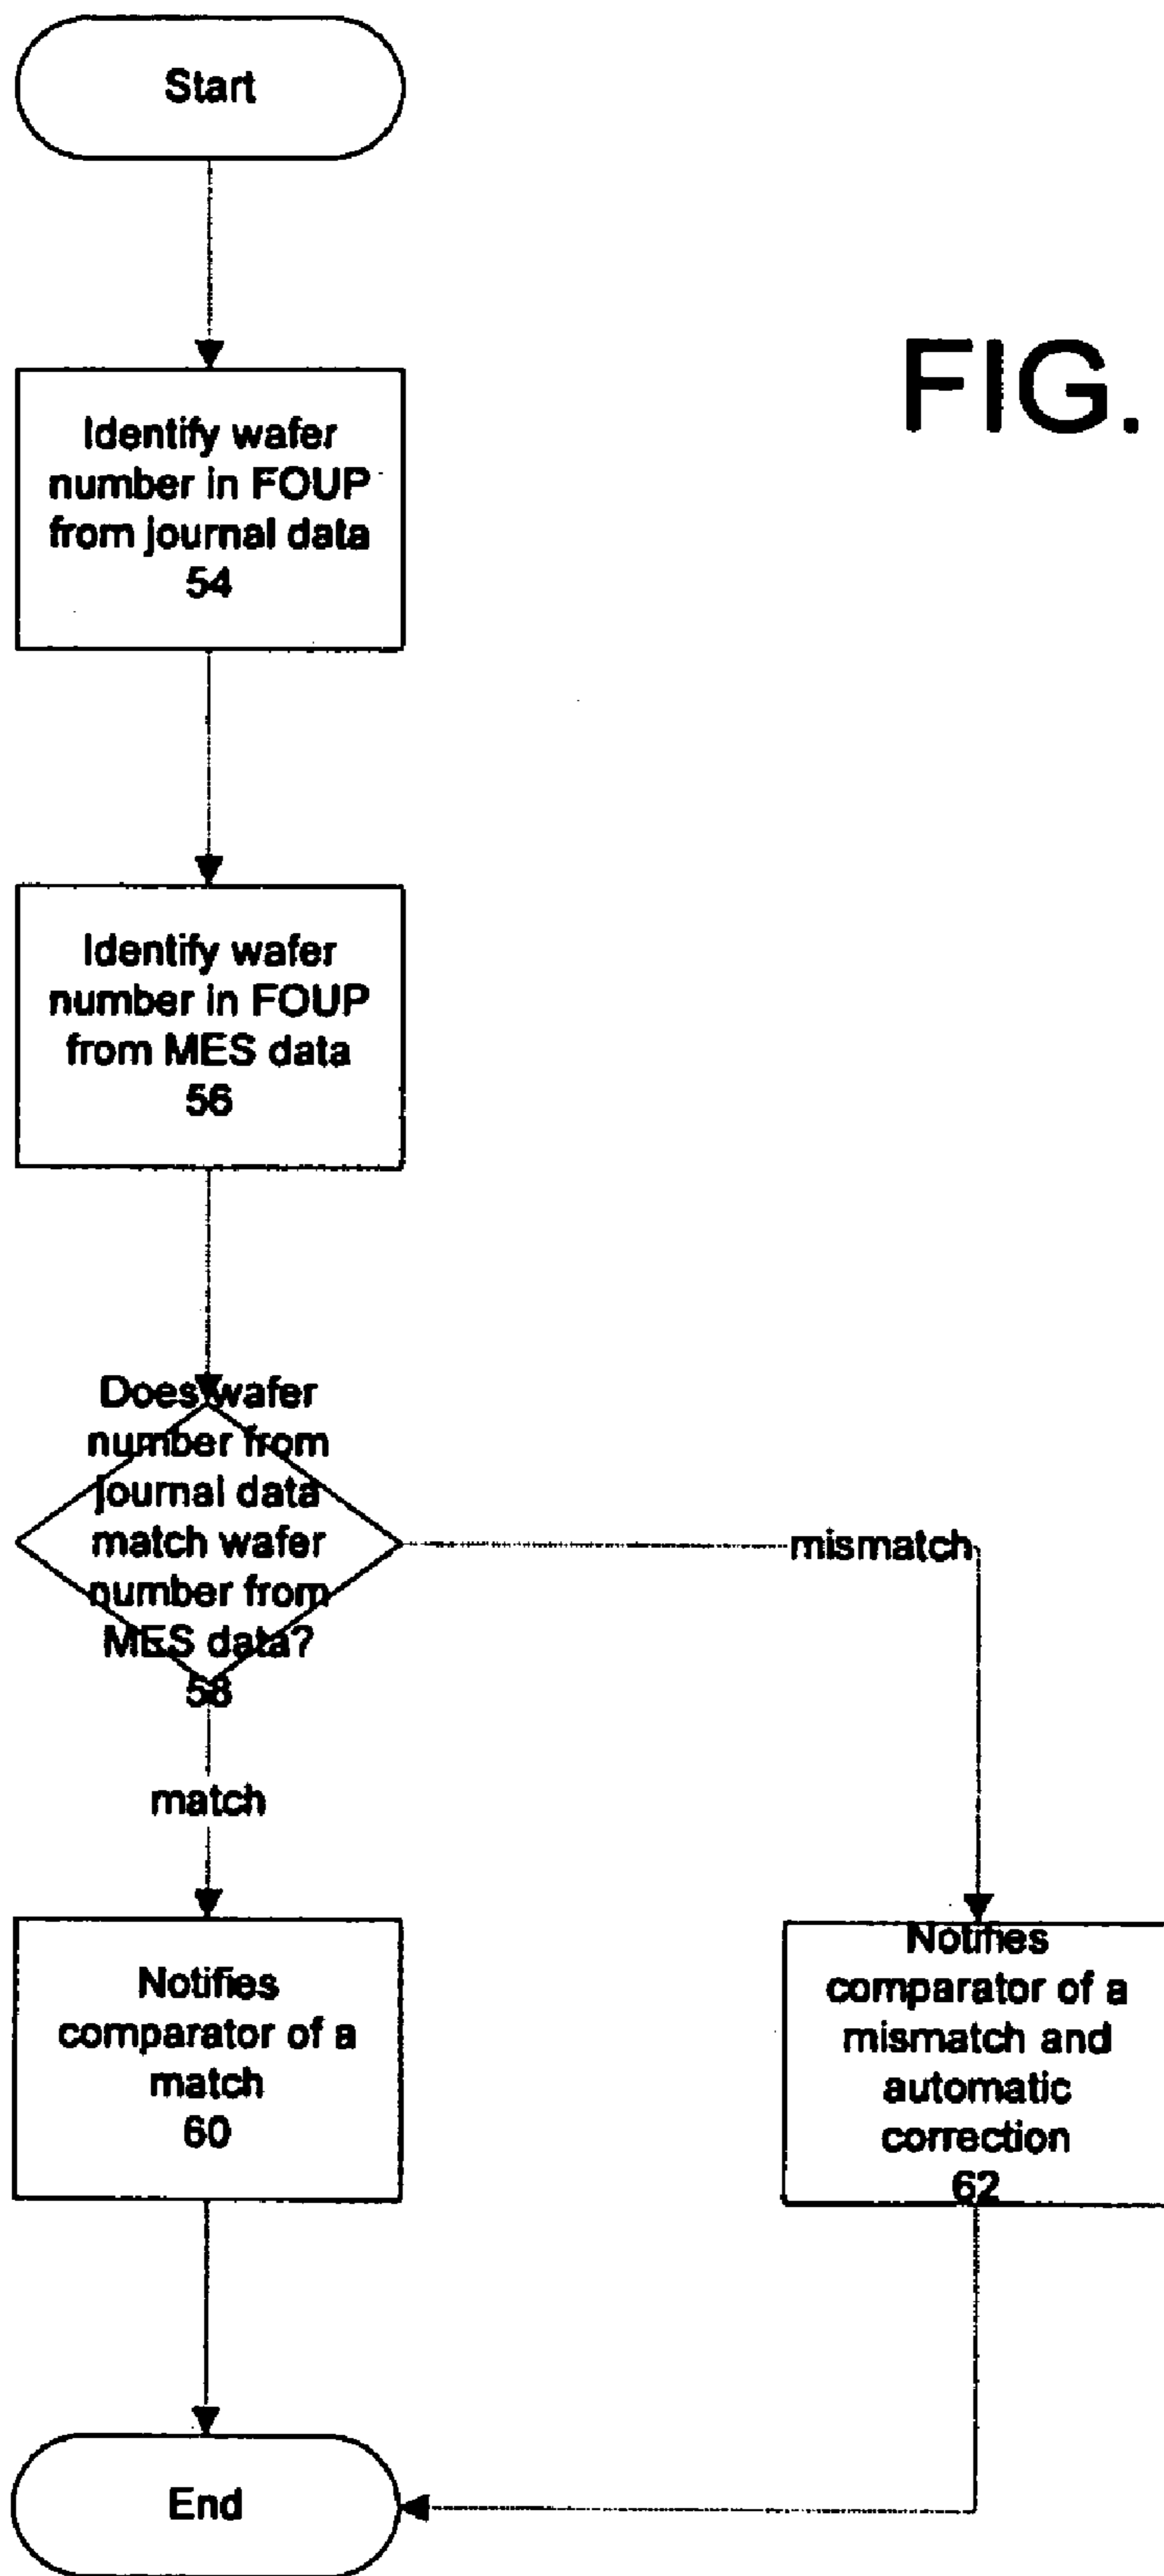 Start
FIG.
Identify wafer
number in FOUP
from journal data
54
Identify wafer
number in FOUP
from MES data
56
Does wafer
number from
journal data
match wafer
number from
MES data?
58
mismatch
match
Notifies
comparator of a
match
60
Notifies
comparator of a
mismatch and
automatic
correction
62
End